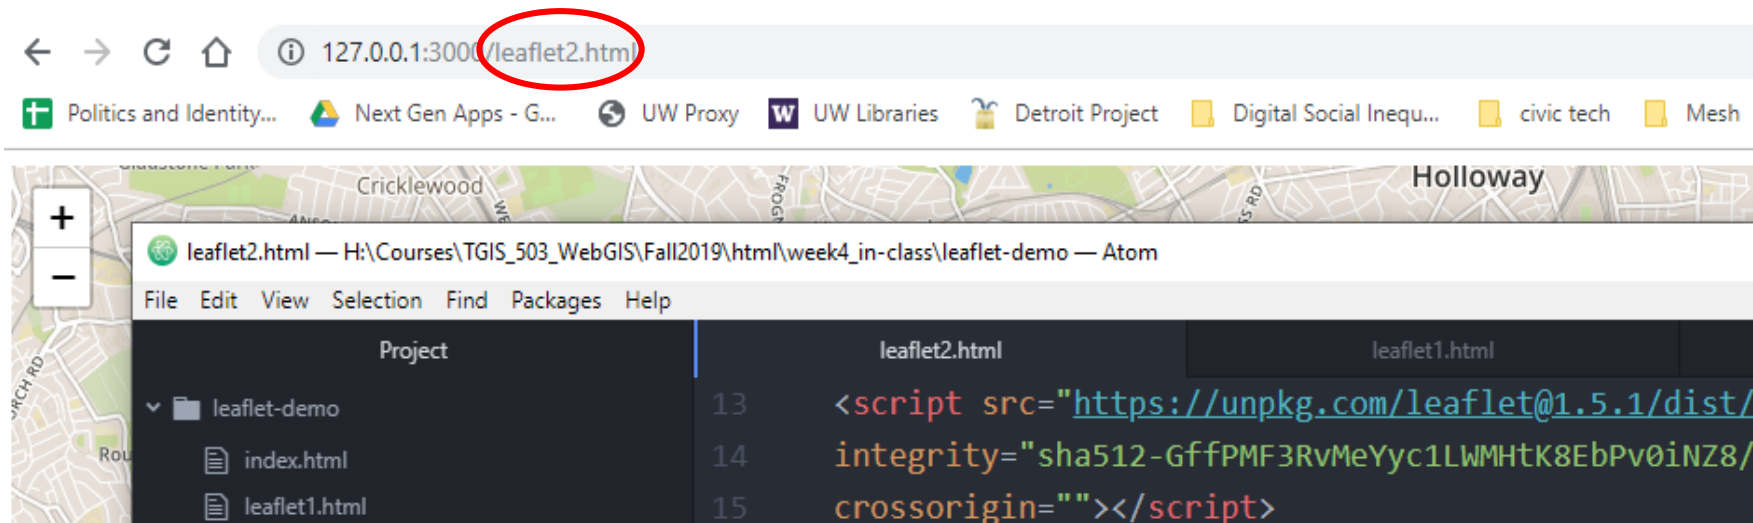 127.0.0.1:3000/leaflet2.html
Politics and Identity... Next Gen Apps - G... UW Proxy W UW Libraries Detroit Project Digital Social Inequ... civic tech Mesh
Cricklewood
Holloway
+
leaflet2.html — H:\Courses\TGIS_503_WebGIS\Fall2019\html\week4_in-class\leaflet-demo — Atom
−
File Edit View Selection Find Packages Help
Project leaflet2.html leaflet1.html
leaflet-demo
13 <script src="https://unpkg.com/leaflet@1.5.1/dist/
index.html
14 integrity="sha512-GffPMF3RvMeYyc1LWMHtK8EbPv0iNZ8/
leaflet1.html
15 crossorigin=""></script>